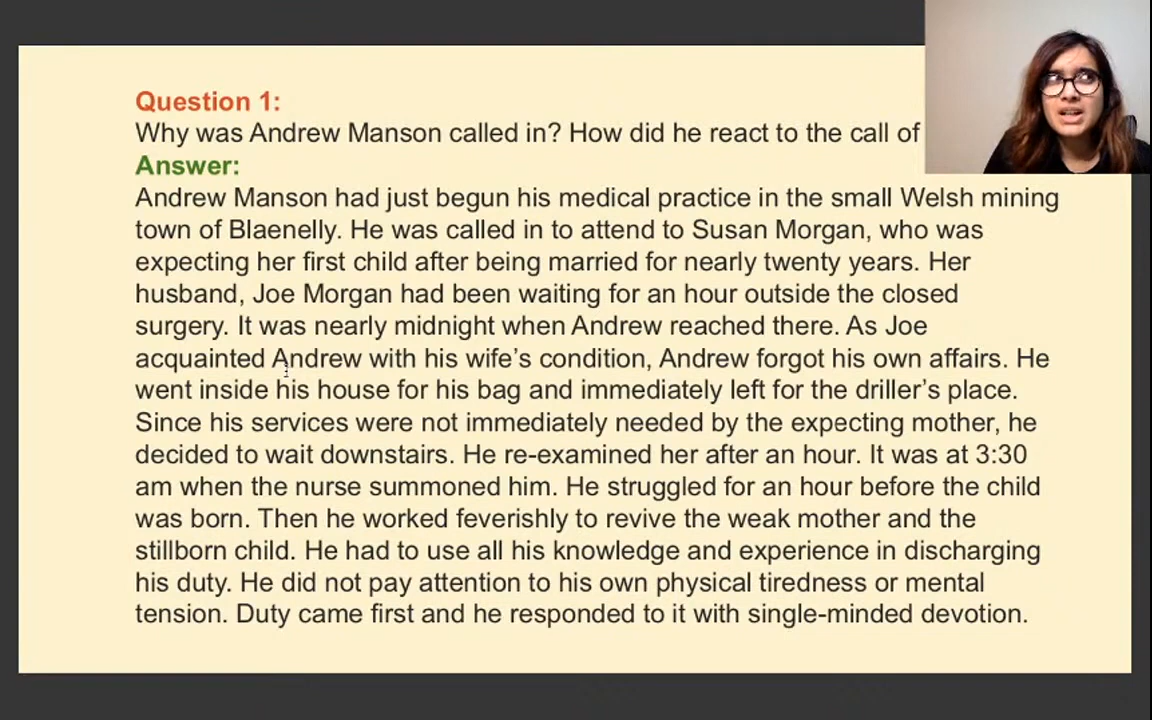 Question 1:
Why was Andrew Manson called in? How did he react to the call of
Answer:
Andrew Manson had just begun his medical practice in the small Welsh mining
town of Blaenelly. He was called in to attend to Susan Morgan, who was
expecting her first child after being married for nearly twenty years. Her
husband, Joe Morgan had been waiting for an hour outside the closed
surgery. It was nearly midnight when Andrew reached there. As Joe
acquainted Andrew with his wife’s condition, Andrew forgot his own affairs. He
went inside his house for his bag and immediately left for the driller’s place.
Since his services were not immediately needed by the expecting mother, he
decided to wait downstairs. He re-examined her after an hour. It was at 3:30
am when the nurse summoned him. He struggled for an hour before the child
was born. Then he worked feverishly to revive the weak mother and the
stillborn child. He had to use all his knowledge and experience in discharging
his duty. He did not pay attention to his own physical tiredness or mental
tension. Duty came first and he responded to it with single-minded devotion.